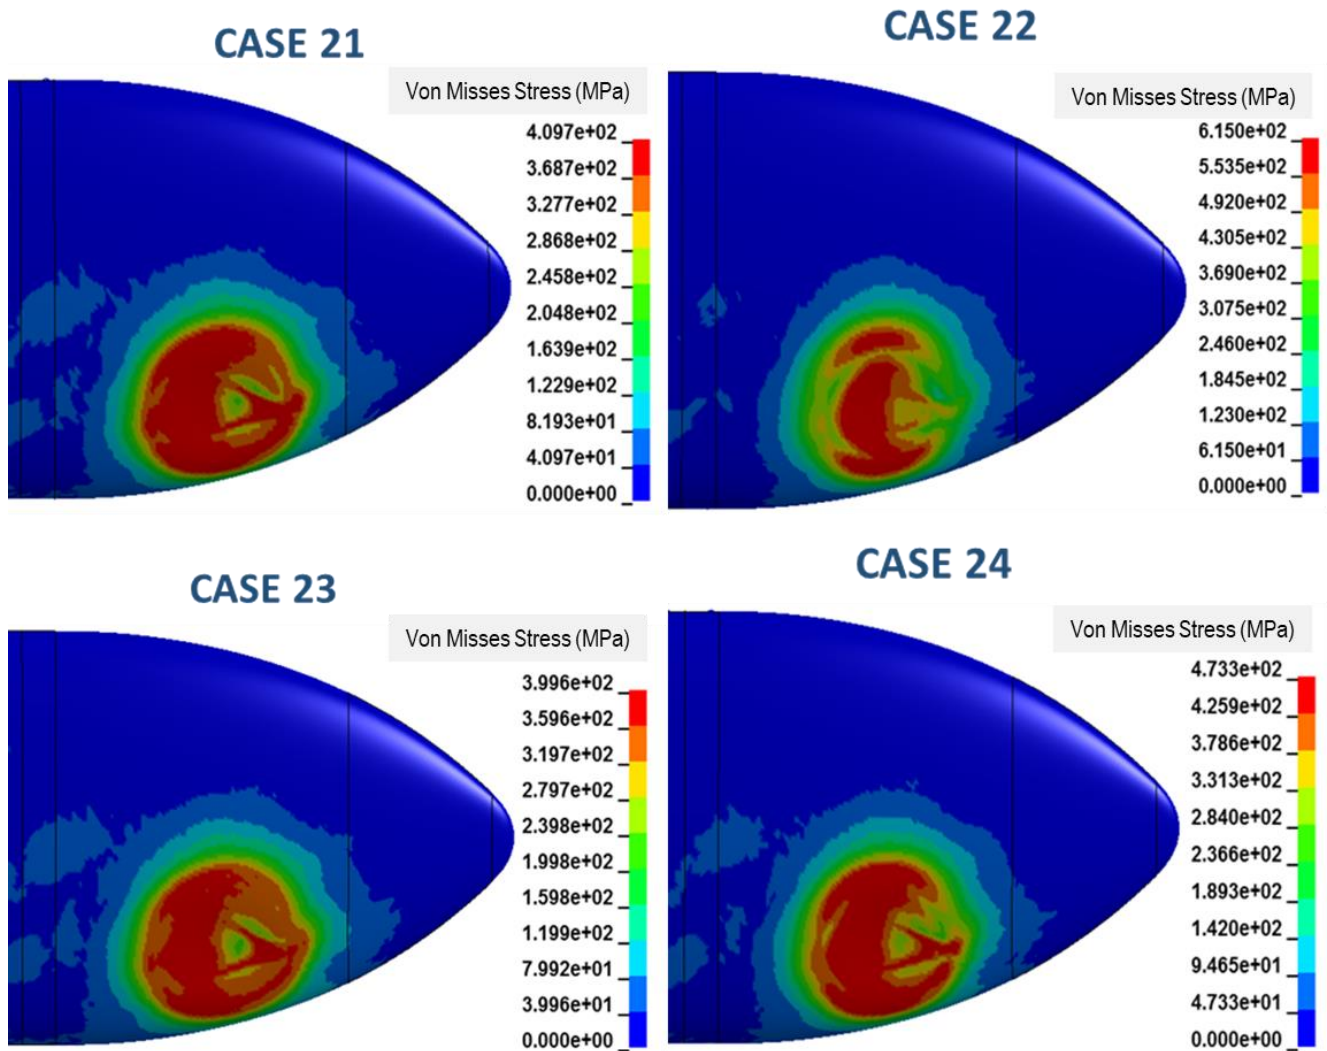 CASE 21
Von Misses Stress (MPa)
4.097e+02
3.687e+02
3.277e+02
2.868e+02
2.458e+02
2.048e+02
1.639e+02
1.229e+02
8.193e+01
4.097e+01
0.000e+00
CASE 22
Von Misses Stress (MPa)
6.150e+02
5.535e+02
4.920e+02
4.305e+02
3.690e+02
3.075e+02
2.460e+02
1.845e+02
1.230e+02
6.150e+01
0.000e+00
CASE 23
Von Misses Stress (MPa)
3.996e+02
3.596e+02
3.197e+02
2.797e+02
2.398e+02
1.998e+02
1.598e+02
1.199e+02
7.992e+01
3.996e+01
0.000e+00
CASE 24
Von Misses Stress (MPa)
4.733e+02
4.259e+02
3.786e+02
3.313e+02
2.840e+02
2.366e+02
1.893e+02
1.420e+02
9.465e+01
4.733e+01
0.000e+00